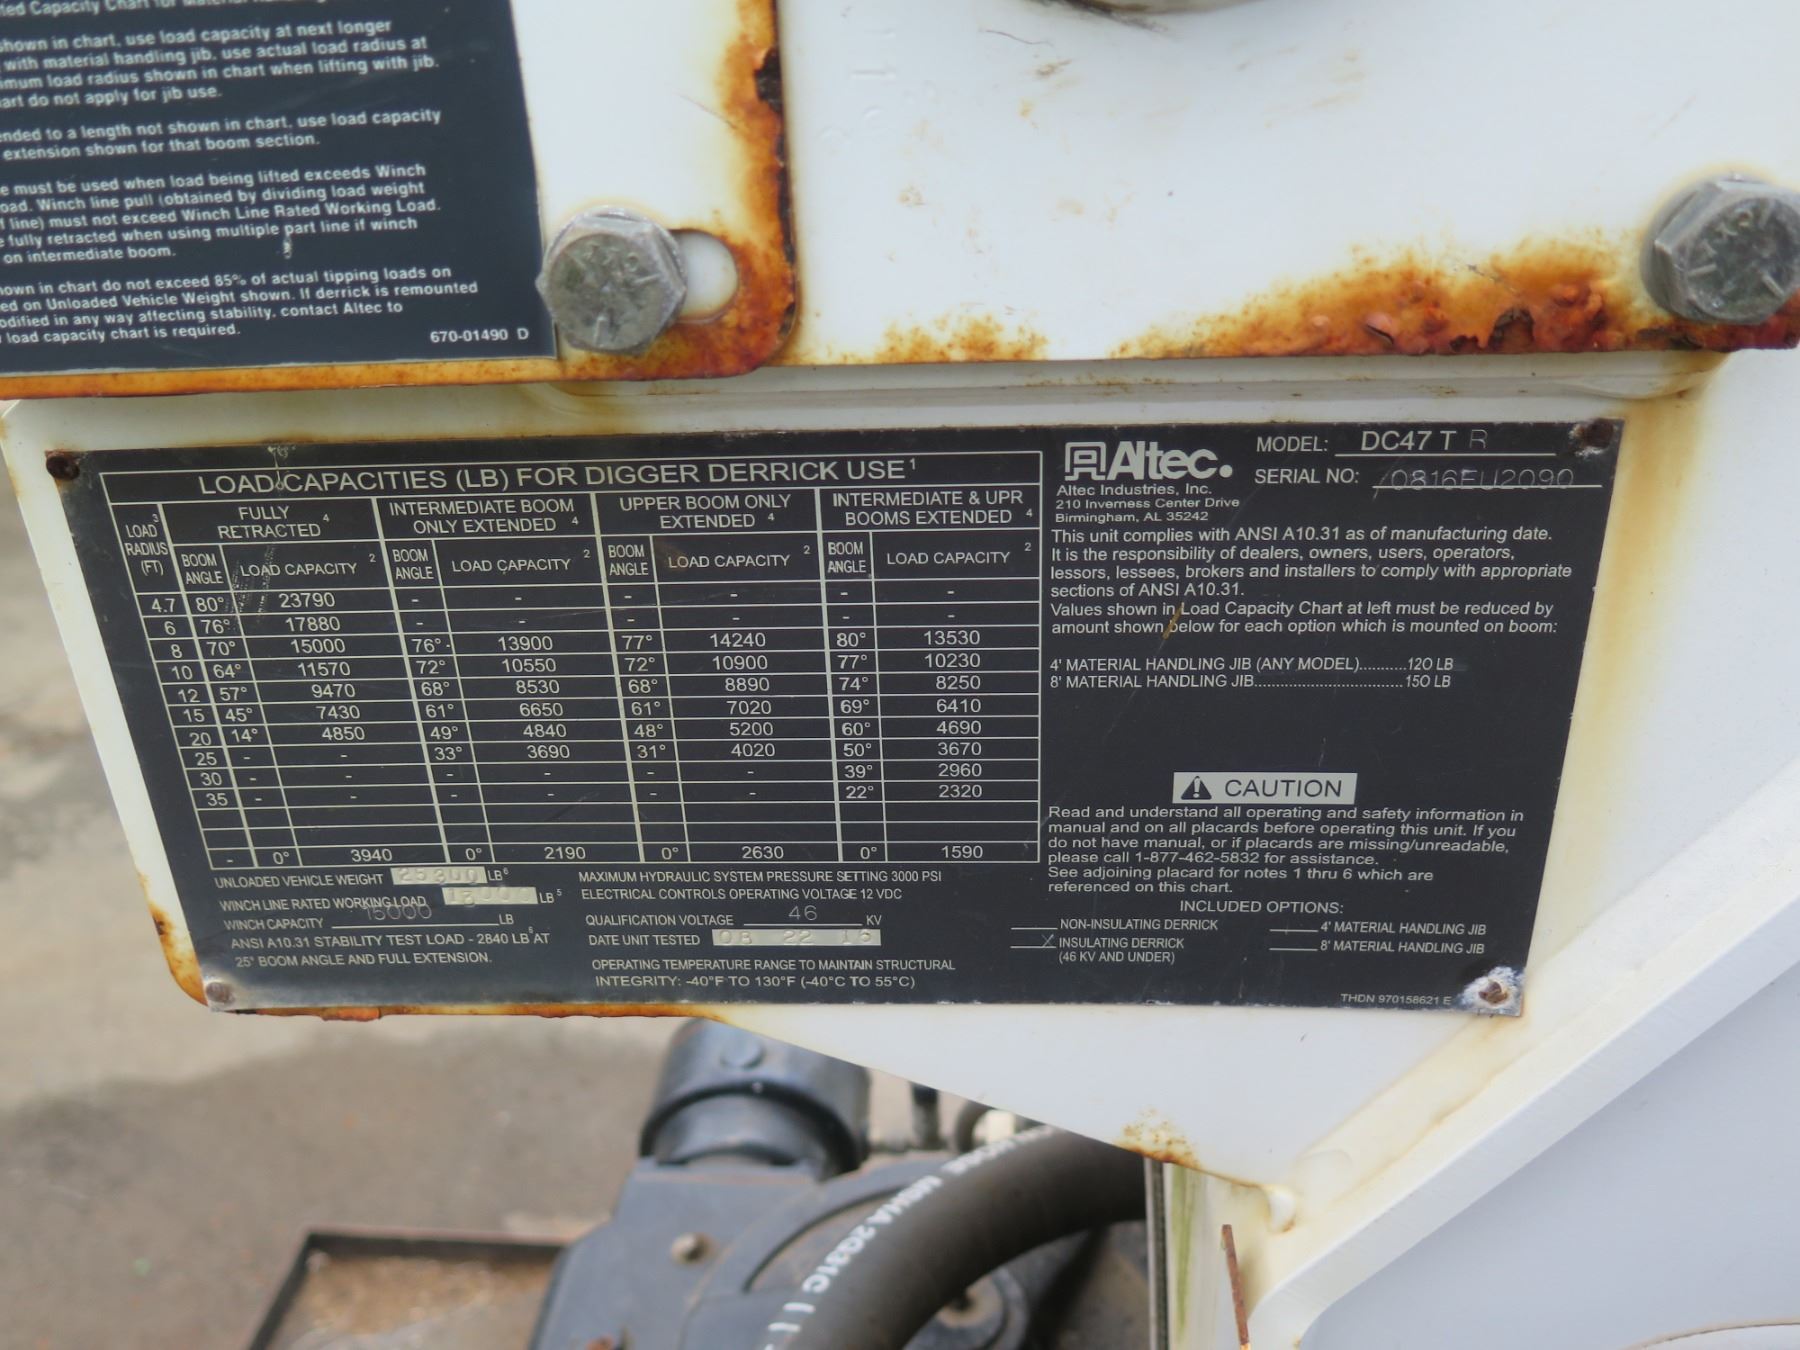 ted Capacity Chart for Material
shown in chart, use load capacity at next longer
with material handling jib, use actual load radius at
imum load radius shown in chart when lifting with jib.
art do not apply for jib use.
ended to a length not shown in chart, use load capacity
extension shown for that boom section.
e must be used when load being lifted exceeds Winch
oad. Winch line pull (obtained by dividing load weight
f line) must not exceed Winch Line Rated Working Load.
e fully retracted when using multiple part line if winch
on intermediate boom.
hown in chart do not exceed 85% of actual tipping loads on
ed on Unloaded Vehicle Weight shown. If derrick is remounted
odified in any way affecting stability, contact Altec to
load capacity chart is required.
670-01490 D
LOAD CAPACITIES (LB) FOR DIGGER DERRICK USE 1
LOAD 3 RADIUS (FT) FULLY RETRACTED 4 INTERMEDIATE BOOM ONLY EXTENDED 4 UPPER BOOM ONLY EXTENDED 4 INTERMEDIATE & UPR BOOMS EXTENDED 4
BOOM ANGLE LOAD CAPACITY 2 BOOM ANGLE LOAD CAPACITY 2 BOOM ANGLE LOAD CAPACITY 2 BOOM ANGLE LOAD CAPACITY 2
4.7 80° 23790 - - - - - -
6 76° 17880 - - - - - -
8 70° 15000 76° 13900 77° 14240 80° 13530
10 64° 11570 72° 10550 72° 10900 77° 10230
12 57° 9470 68° 8530 68° 8890 74° 8250
15 45° 7430 61° 6650 61° 7020 69° 6410
20 14° 4850 49° 4840 48° 5200 60° 4690
25 - - 33° 3690 31° 4020 50° 3670
30 - - - - - - 39° 2960
35 - - - - - - 22° 2320
- 0° 3940 0° 2190 0° 2630 0° 1590
UNLOADED VEHICLE WEIGHT 25300 LB 6
WINCH LINE RATED WORKING LOAD 15000 LB 5
WINCH CAPACITY 15000 LB
ANSI A10.31 STABILITY TEST LOAD - 2840 LB 6 AT
25° BOOM ANGLE AND FULL EXTENSION.
MAXIMUM HYDRAULIC SYSTEM PRESSURE SETTING 3000 PSI
ELECTRICAL CONTROLS OPERATING VOLTAGE 12 VDC
QUALIFICATION VOLTAGE 46 KV
DATE UNIT TESTED 08 22 16
OPERATING TEMPERATURE RANGE TO MAINTAIN STRUCTURAL
INTEGRITY: -40°F TO 130°F (-40°C TO 55°C)
Altec.
Altec Industries, Inc.
210 Inverness Center Drive
Birmingham, AL 35242
MODEL: DC47 T R
SERIAL NO: 0816EU2090
This unit complies with ANSI A10.31 as of manufacturing date.
It is the responsibility of dealers, owners, users, operators,
lessors, lessees, brokers and installers to comply with appropriate
sections of ANSI A10.31.
Values shown in Load Capacity Chart at left must be reduced by
amount shown below for each option which is mounted on boom:
4' MATERIAL HANDLING JIB (ANY MODEL)...........120 LB
8' MATERIAL HANDLING JIB...................................150 LB
CAUTION
Read and understand all operating and safety information in
manual and on all placards before operating this unit. If you
do not have manual, or if placards are missing/unreadable,
please call 1-877-462-5832 for assistance.
See adjoining placard for notes 1 thru 6 which are
referenced on this chart.
INCLUDED OPTIONS:
NON-INSULATING DERRICK
X INSULATING DERRICK
(46 KV AND UNDER)
4' MATERIAL HANDLING JIB
8' MATERIAL HANDLING JIB
THDN 970158621 E